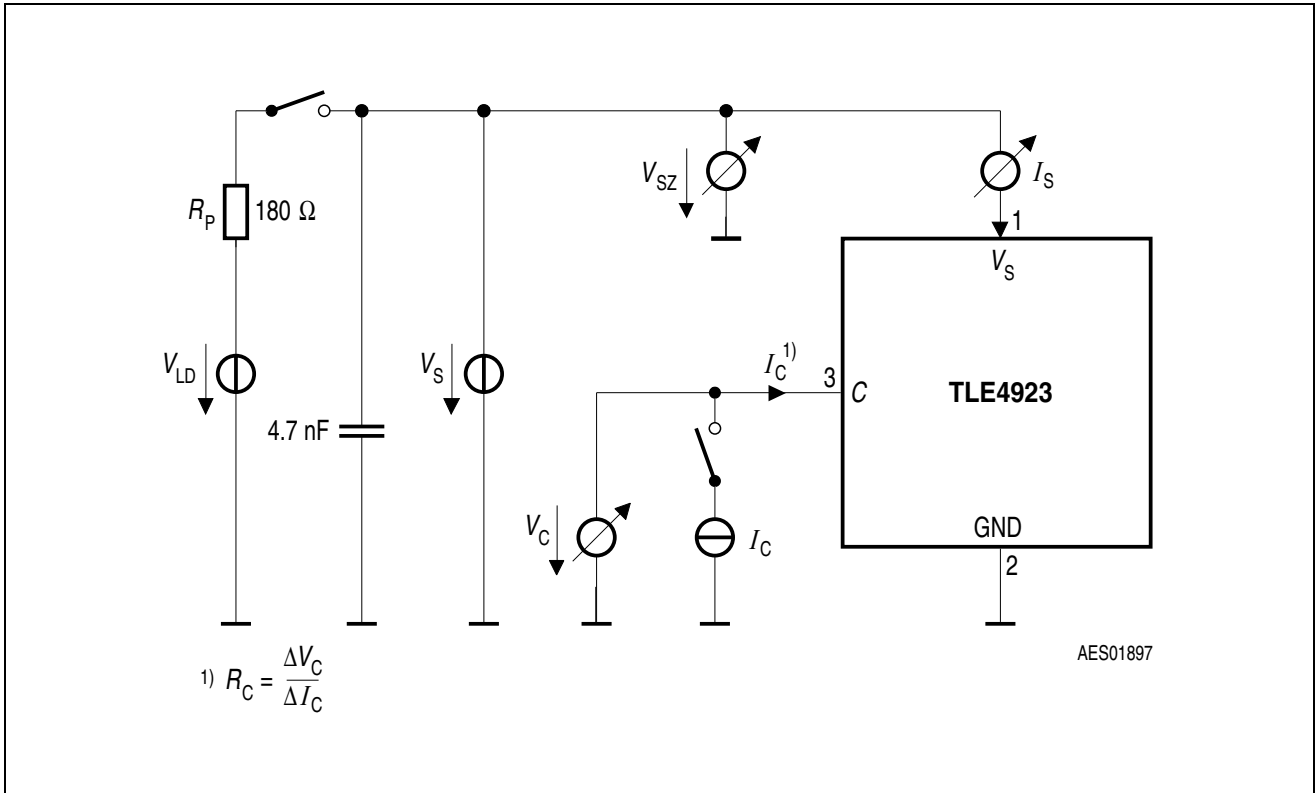 V_SZ
I_S
R_P 180 Ω
1
V_S
V_LD
V_S
I_C 1)
3 C
TLE4923
4.7 nF
V_C
I_C
GND
2
1) R_C = ΔV_C / ΔI_C
AES01897